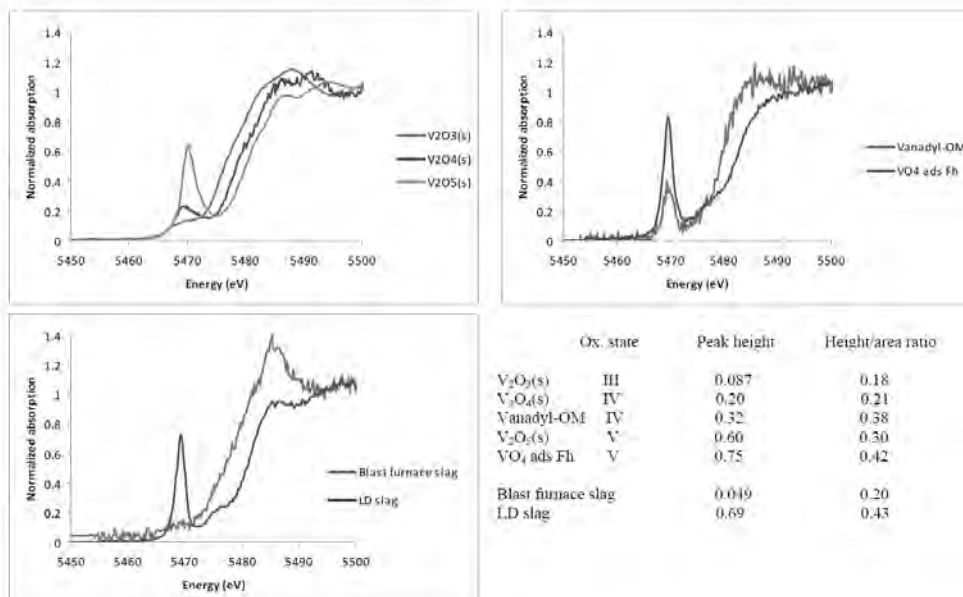 1.4
1.2
1
0.8
0.6
0.4
0.2
0
Normalized absorption
V2O3(s)
V2O4(s)
V2O5(s)
5450 5460 5470 5480 5490 5500
Energy (eV)
1.4
1.2
1
0.8
0.6
0.4
0.2
0
Normalized absorption
Vanadyl-OM
VO4 ads Fh
5450 5460 5470 5480 5490 5500
Energy (eV)
1.4
1.2
1
0.8
0.6
0.4
0.2
0
Normalized absorption
Blast furnace slag
LD slag
5450 5460 5470 5480 5490 5500
Energy (eV)
Ox. state Peak height Height/area ratio
V₂O₃(s) III 0.087 0.18
V₂O₄(s) IV 0.20 0.21
Vanadyl-OM IV 0.32 0.38
V₂O₅(s) V 0.60 0.30
VO₄ ads Fh V 0.75 0.42
Blast furnace slag 0.049 0.20
LD slag 0.69 0.43